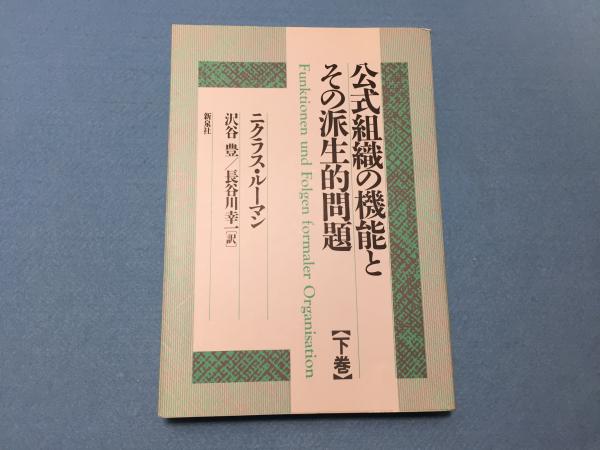 公式組織の機能と
その派生的問題
【下巻】
Funktionen und Folgen formaler Organisation
ニクラス・ルーマン
沢谷 豊／長谷川幸一[訳]
新泉社